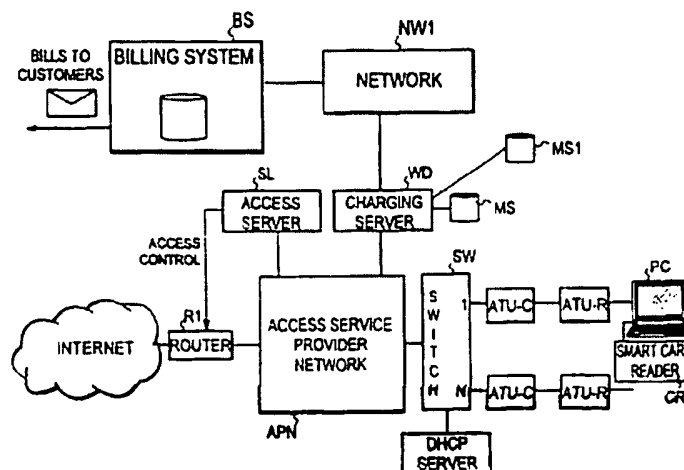 BS
BILLS TO
CUSTOMERS
BILLING SYSTEM
NW1
NETWORK
MS1
SL
ACCESS
SERVER
WD
CHARGING
SERVER
MS
ACCESS
CONTROL
SW
PC
R1
INTERNET
ROUTER
ACCESS SERVICE
PROVIDER
NETWORK
SWITCH
1
ATU-C
ATU-R
SMART CAR
READER
N
ATU-C
ATU-R
CR
APN
DHCP
SERVER